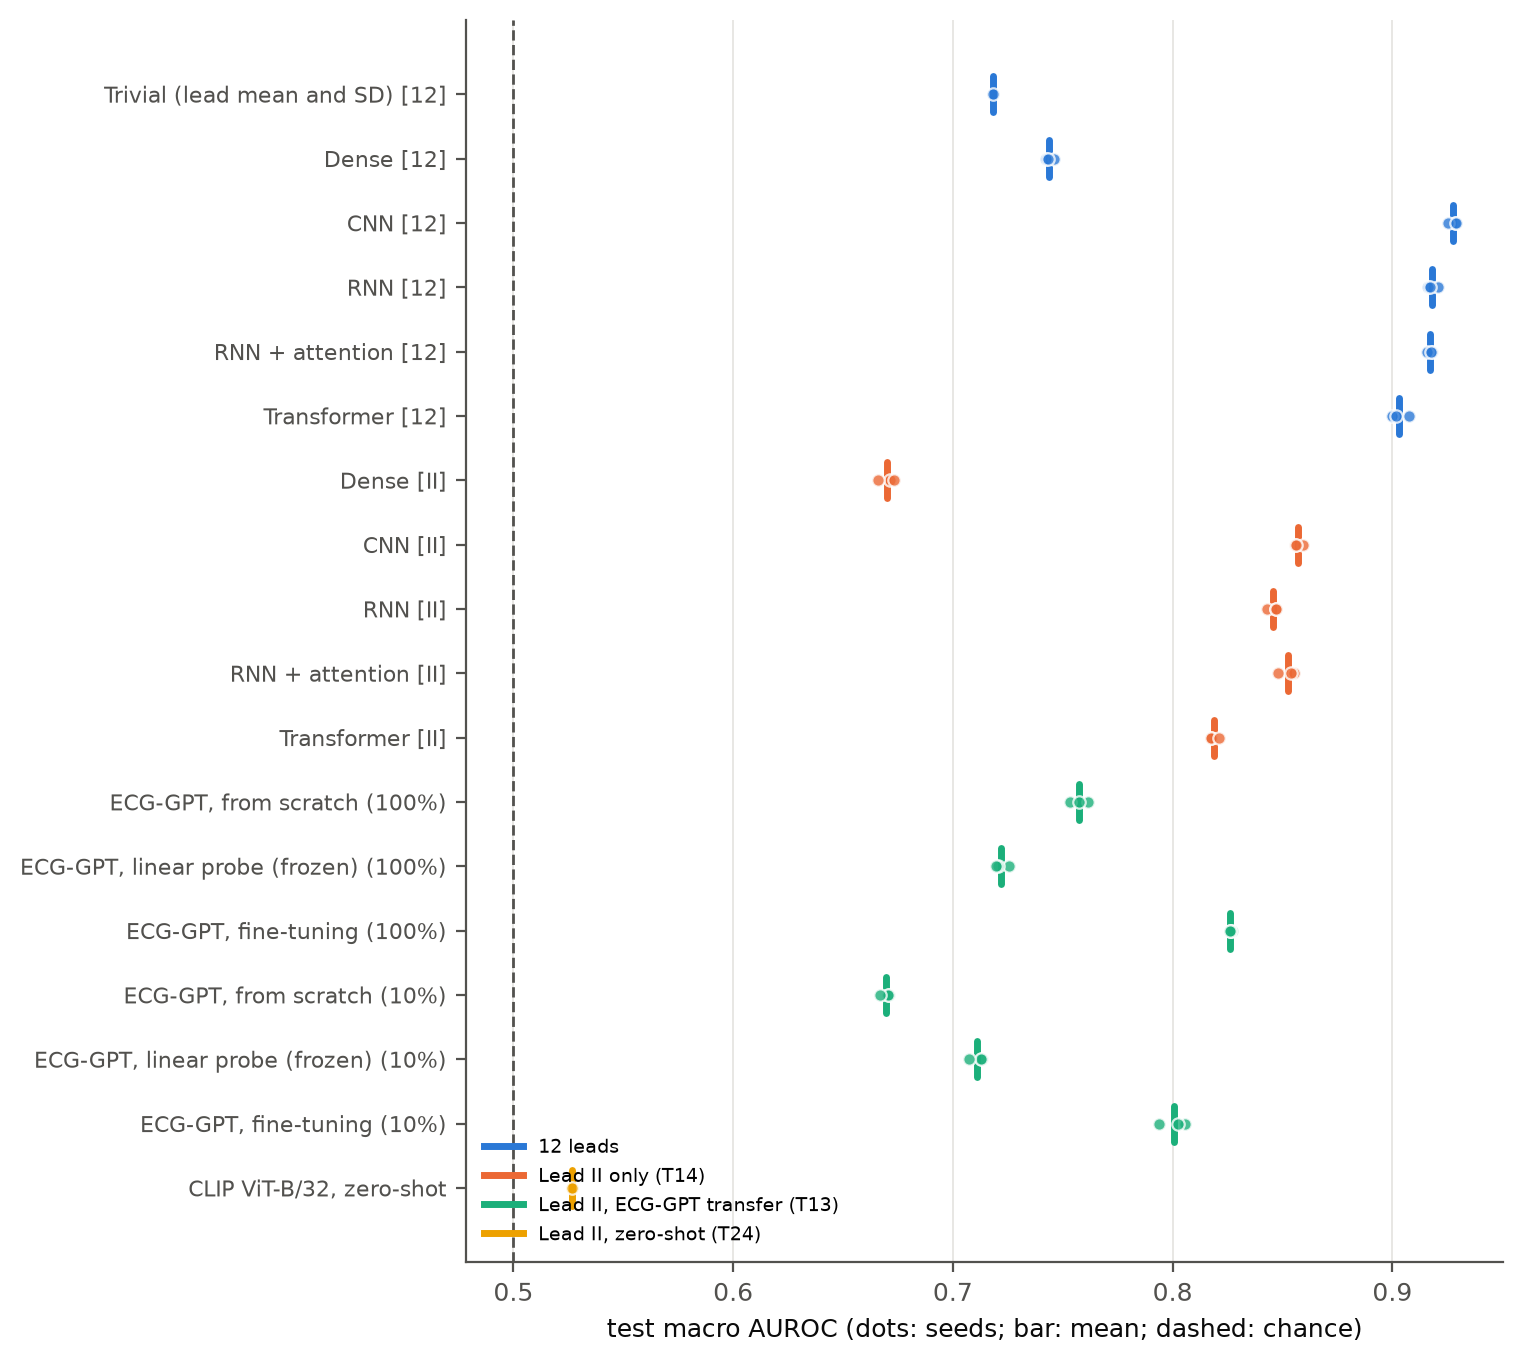 Trivial (lead mean and SD) [12]
Dense [12]
CNN [12]
RNN [12]
RNN + attention [12]
Transformer [12]
Dense [II]
CNN [II]
RNN [II]
RNN + attention [II]
Transformer [II]
ECG-GPT, from scratch (100%)
ECG-GPT, linear probe (frozen) (100%)
ECG-GPT, fine-tuning (100%)
ECG-GPT, from scratch (10%)
ECG-GPT, linear probe (frozen) (10%)
ECG-GPT, fine-tuning (10%)
CLIP ViT-B/32, zero-shot
12 leads
Lead II only (T14)
Lead II, ECG-GPT transfer (T13)
Lead II, zero-shot (T24)
0.5 0.6 0.7 0.8 0.9
test macro AUROC (dots: seeds; bar: mean; dashed: chance)